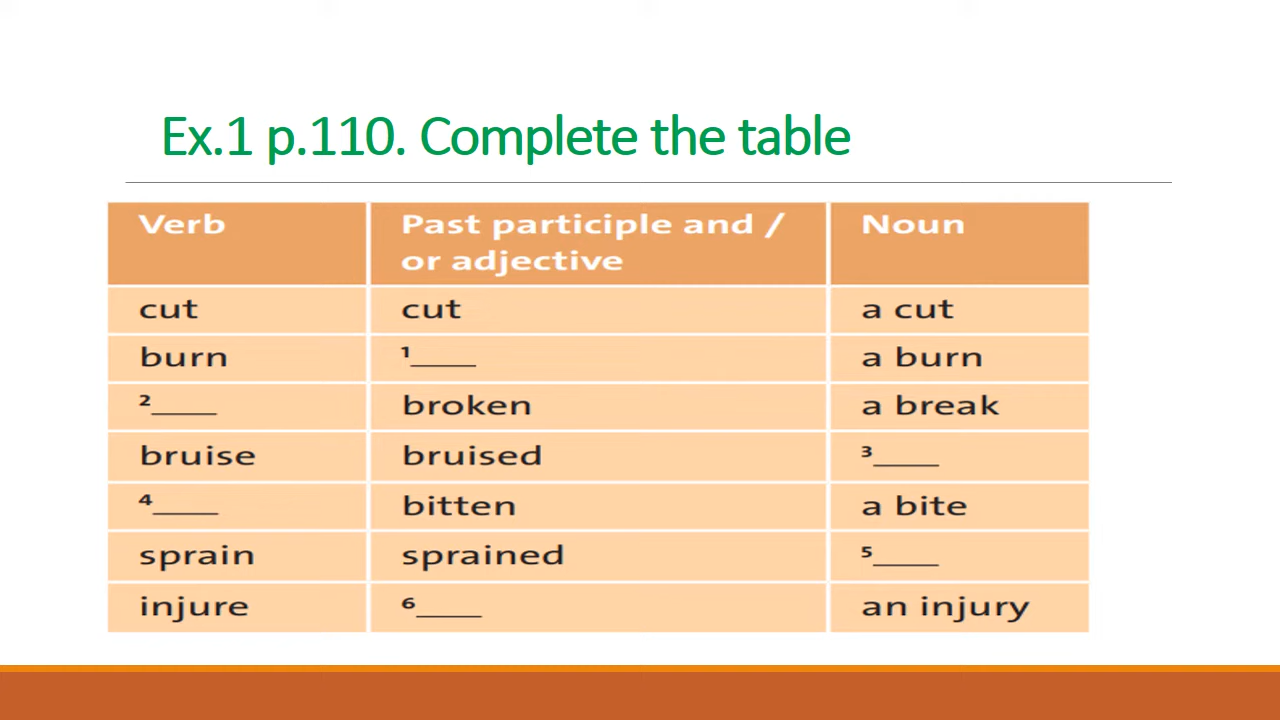 Ex.1 p.110. Complete the table
Verb Past participle and / or adjective Noun
cut cut a cut
burn ¹____ a burn
²____ broken a break
bruise bruised ³____
⁴____ bitten a bite
sprain sprained ⁵____
injure ⁶____ an injury